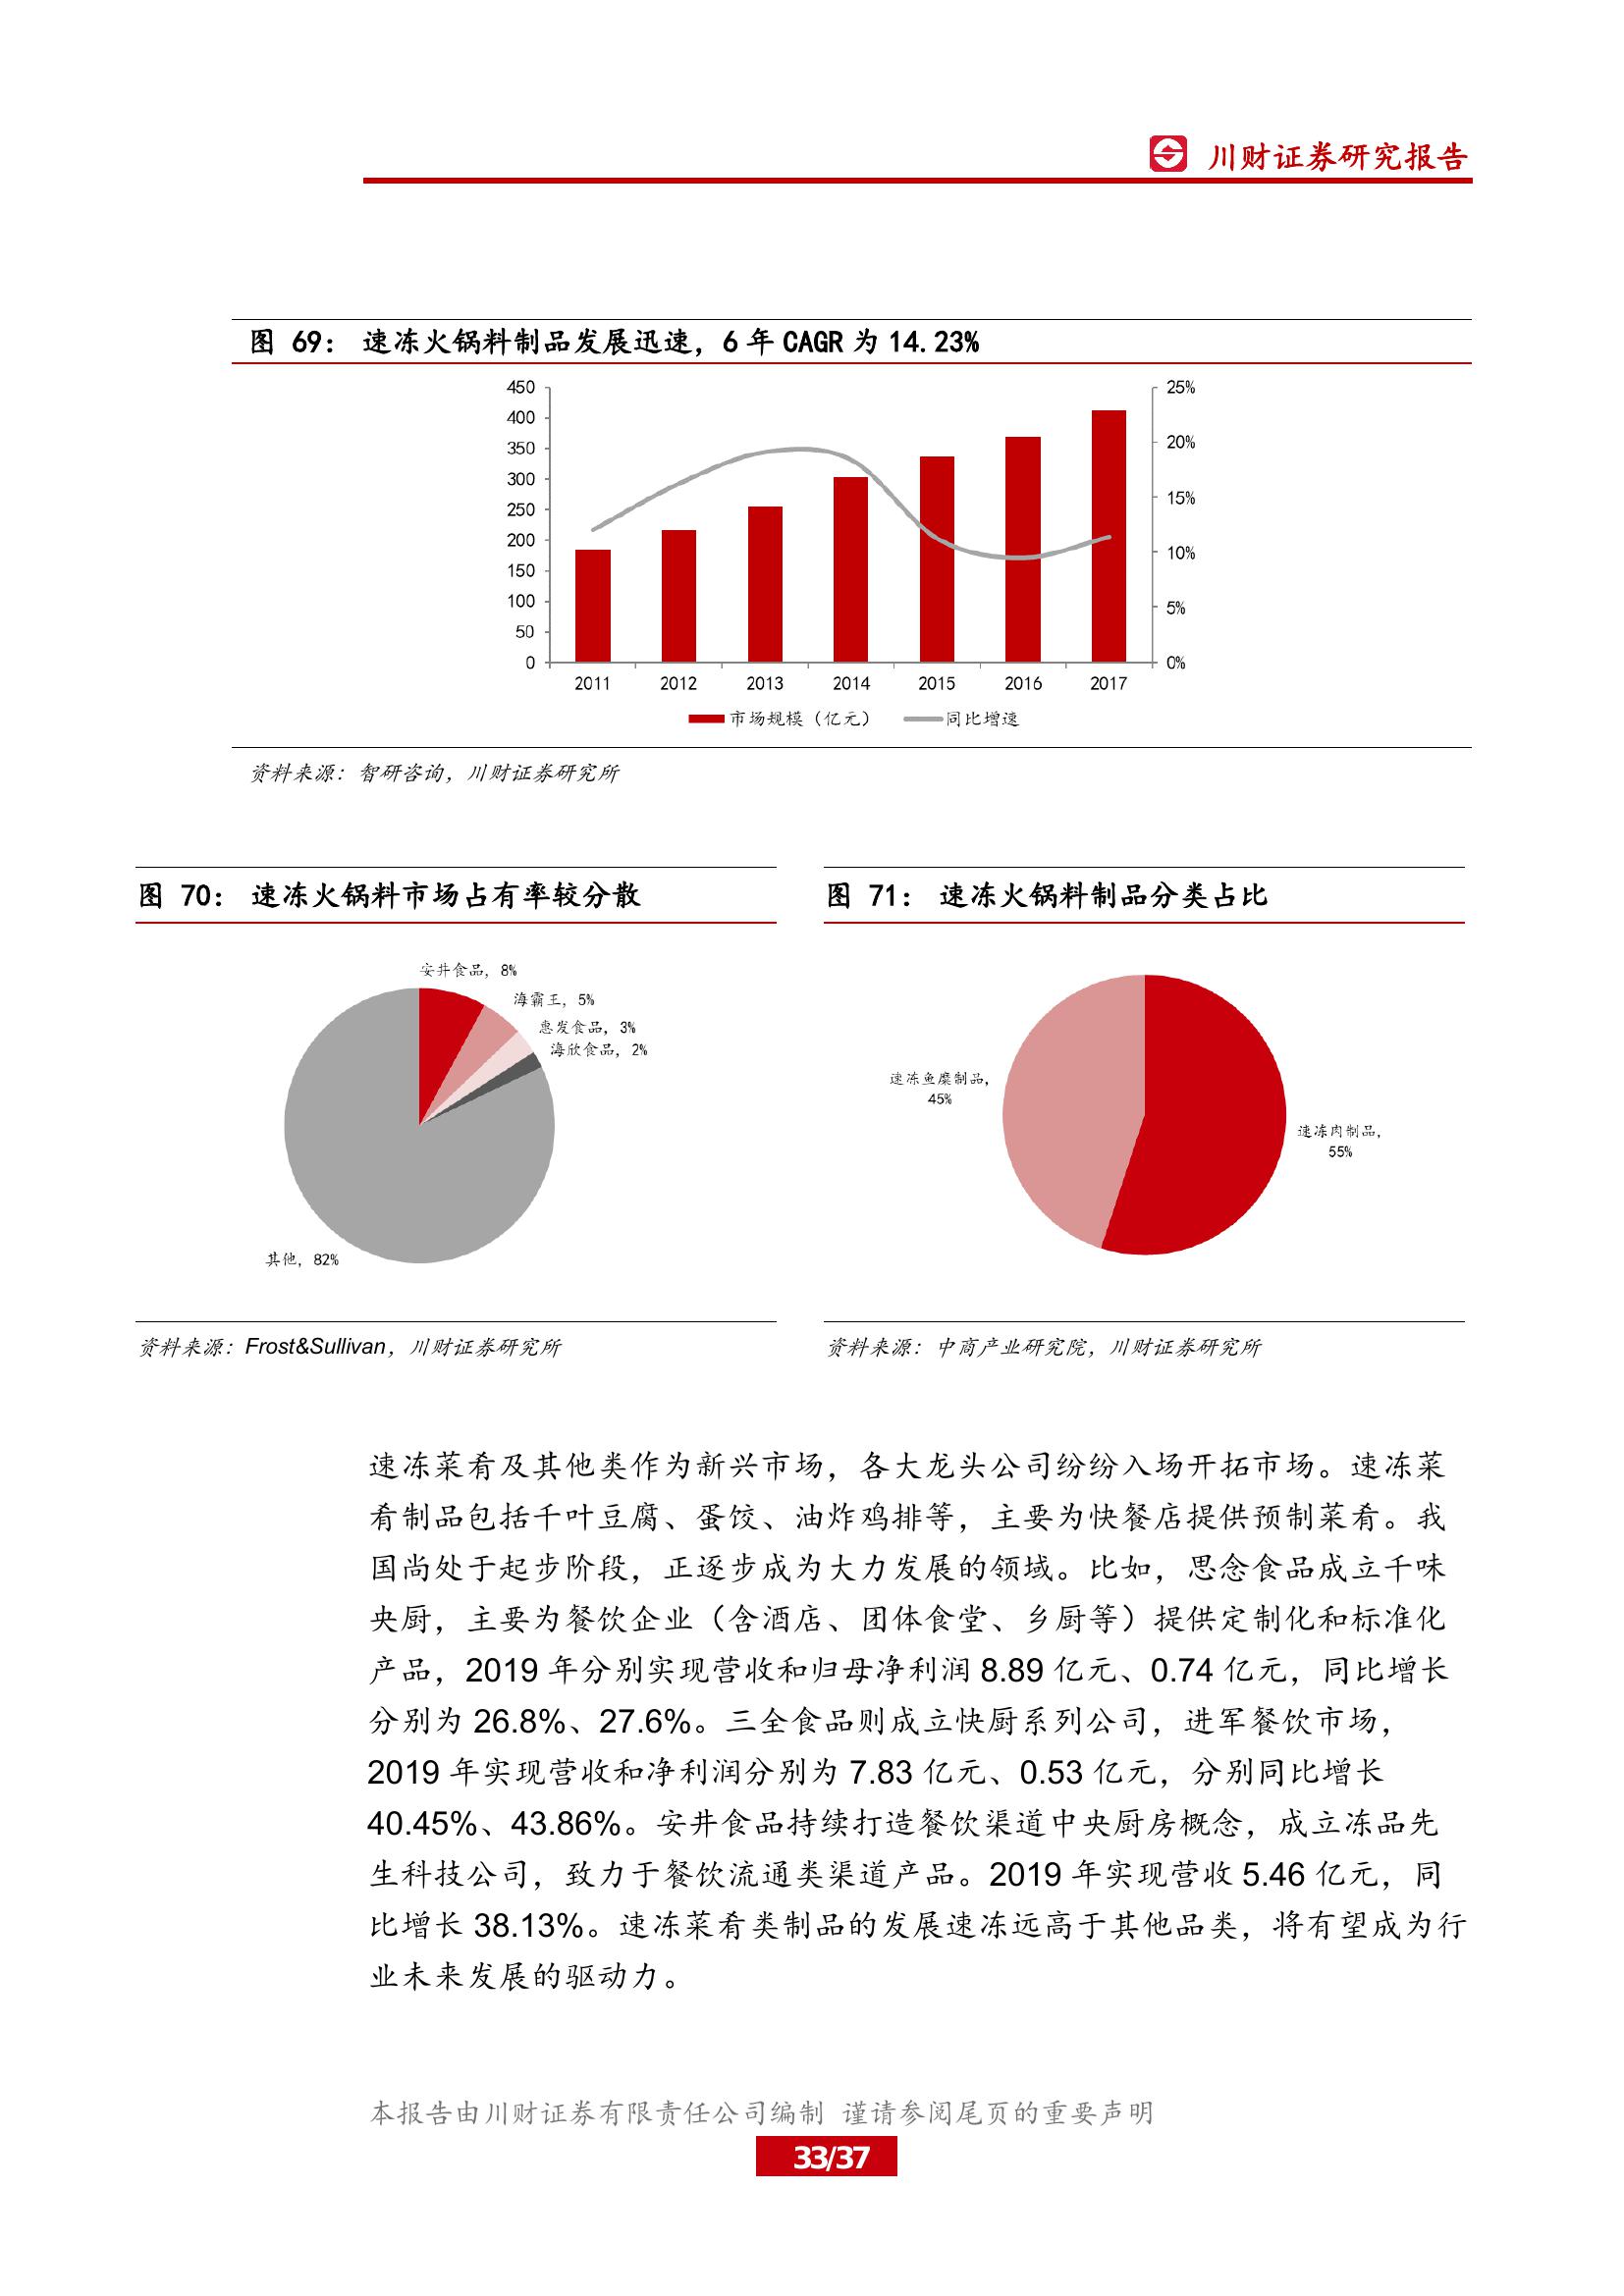 川财证券研究报告
图 69： 速冻火锅料制品发展迅速，6 年 CAGR 为 14.23%
450
400
350
300
250
200
150
100
50
0
25%
20%
15%
10%
5%
0%
2011 2012 2013 2014 2015 2016 2017
市场规模（亿元） 同比增速
资料来源：智研咨询，川财证券研究所
图 70： 速冻火锅料市场占有率较分散
安井食品，8%
海霸王，5%
惠发食品，3%
海欣食品，2%
其他，82%
资料来源：Frost&Sullivan，川财证券研究所
图 71： 速冻火锅料制品分类占比
速冻鱼糜制品，
45%
速冻肉制品，
55%
资料来源：中商产业研究院，川财证券研究所
速冻菜肴及其他类作为新兴市场，各大龙头公司纷纷入场开拓市场。速冻菜
肴制品包括千叶豆腐、蛋饺、油炸鸡排等，主要为快餐店提供预制菜肴。我
国尚处于起步阶段，正逐步成为大力发展的领域。比如，思念食品成立千味
央厨，主要为餐饮企业（含酒店、团体食堂、乡厨等）提供定制化和标准化
产品，2019 年分别实现营收和归母净利润 8.89 亿元、0.74 亿元，同比增长
分别为 26.8%、27.6%。三全食品则成立快厨系列公司，进军餐饮市场，
2019 年实现营收和净利润分别为 7.83 亿元、0.53 亿元，分别同比增长
40.45%、43.86%。安井食品持续打造餐饮渠道中央厨房概念，成立冻品先
生科技公司，致力于餐饮流通类渠道产品。2019 年实现营收 5.46 亿元，同
比增长 38.13%。速冻菜肴类制品的发展速冻远高于其他品类，将有望成为行
业未来发展的驱动力。
本报告由川财证券有限责任公司编制 谨请参阅尾页的重要声明
33/37